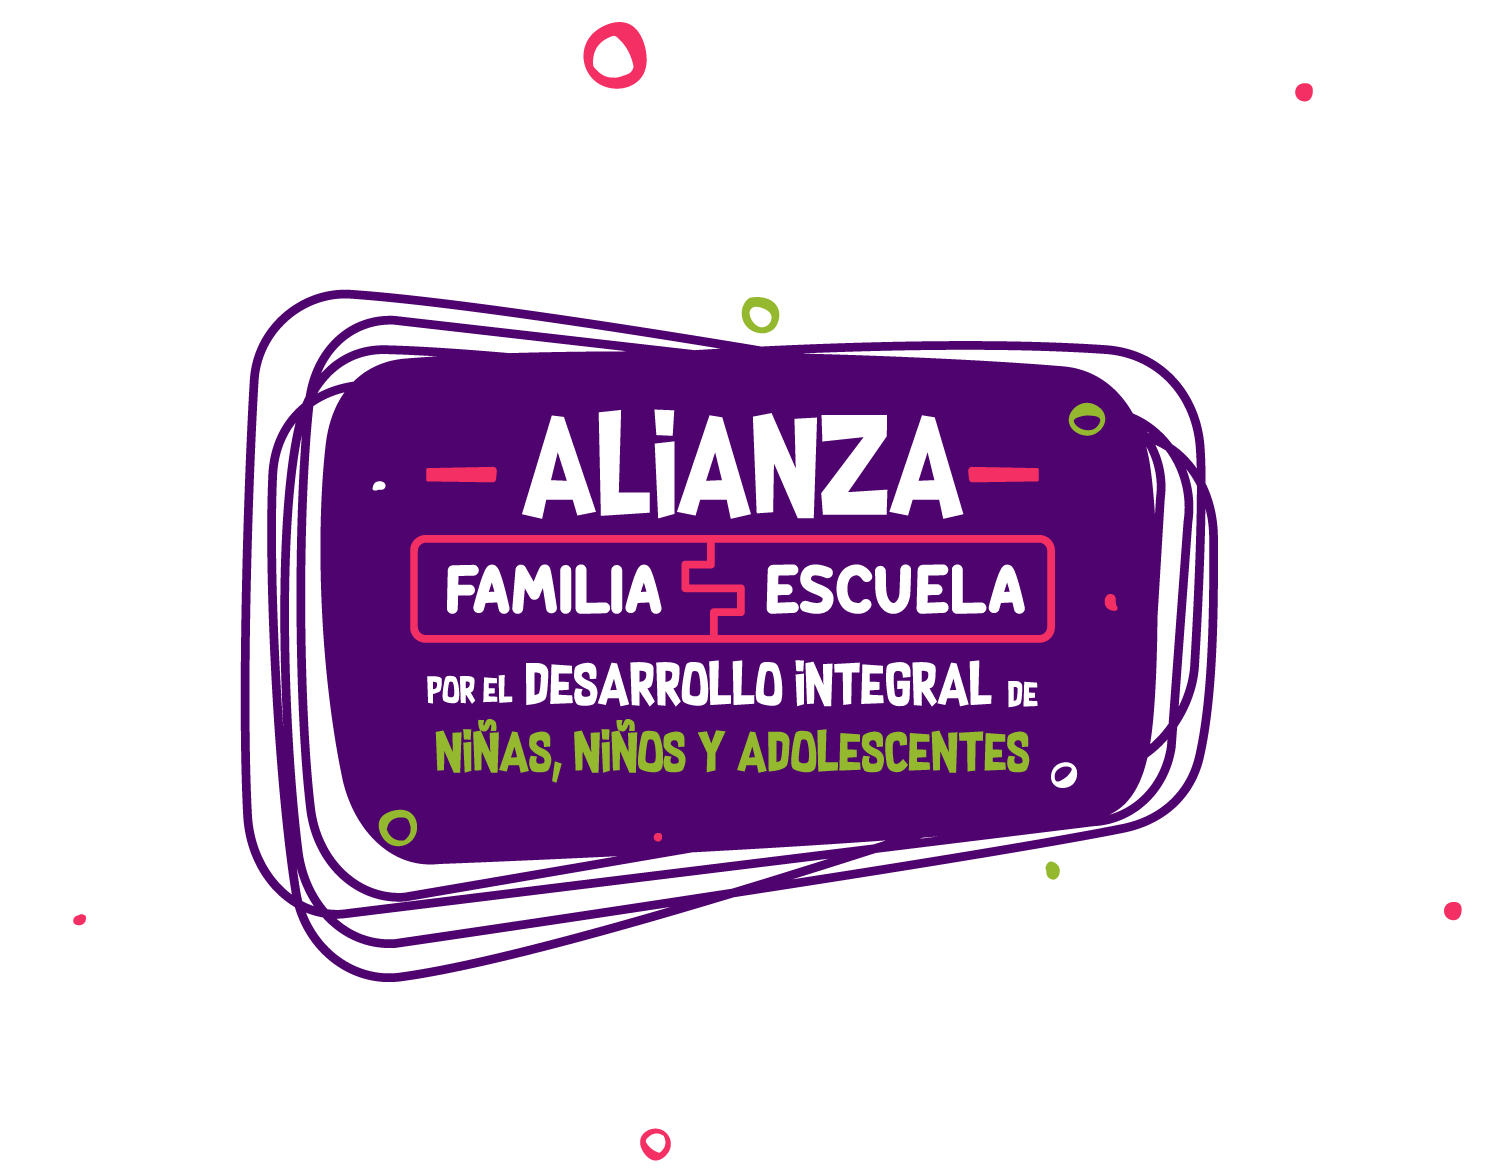 ALiANZA
FAMILIA ESCUELA
POR EL DESARROLLO iNTEGRAL DE
NiÑAS, NiÑOS Y ADOLESCENTES